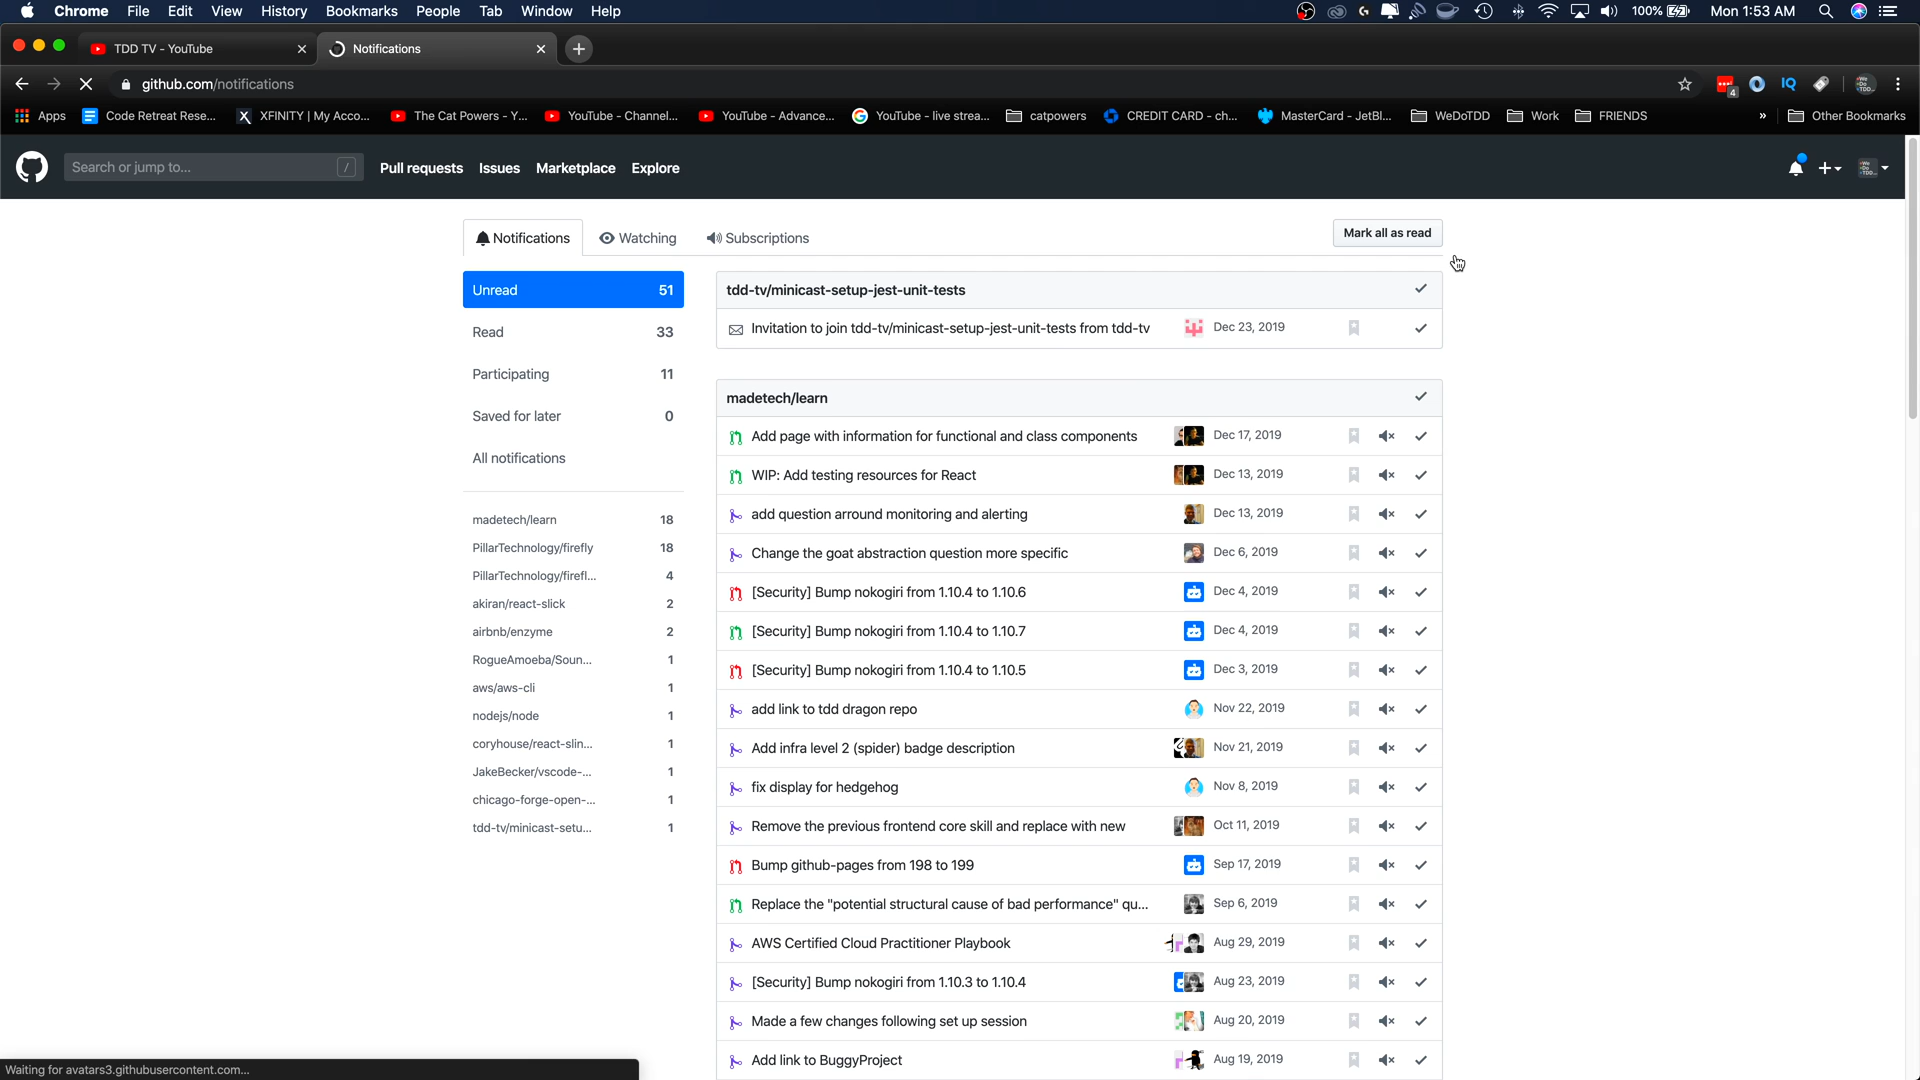 Chrome File Edit View History Bookmarks People Tab Window Help 100% Mon 1:53 AM
TDD TV - YouTube Notifications
github.com/notifications 4 IQ
Apps Code Retreat Rese... XFINITY | My Acco... The Cat Powers - Y... YouTube - Channel... YouTube - Advance... YouTube - live strea... catpowers CREDIT CARD - ch... MasterCard - JetBl... WeDoTDD Work FRIENDS » Other Bookmarks
Search or jump to... / Pull requests Issues Marketplace Explore
Notifications Watching Subscriptions Mark all as read
Unread 51
Read 33
Participating 11
Saved for later 0
All notifications
madetech/learn 18
PillarTechnology/firefly 18
PillarTechnology/firefl... 4
akiran/react-slick 2
airbnb/enzyme 2
RogueAmoeba/Soun... 1
aws/aws-cli 1
nodejs/node 1
coryhouse/react-slin... 1
JakeBecker/vscode-... 1
chicago-forge-open-... 1
tdd-tv/minicast-setu... 1
tdd-tv/minicast-setup-jest-unit-tests
Invitation to join tdd-tv/minicast-setup-jest-unit-tests from tdd-tv Dec 23, 2019
madetech/learn
Add page with information for functional and class components Dec 17, 2019
WIP: Add testing resources for React Dec 13, 2019
add question arround monitoring and alerting Dec 13, 2019
Change the goat abstraction question more specific Dec 6, 2019
[Security] Bump nokogiri from 1.10.4 to 1.10.6 Dec 4, 2019
[Security] Bump nokogiri from 1.10.4 to 1.10.7 Dec 4, 2019
[Security] Bump nokogiri from 1.10.4 to 1.10.5 Dec 3, 2019
add link to tdd dragon repo Nov 22, 2019
Add infra level 2 (spider) badge description Nov 21, 2019
fix display for hedgehog Nov 8, 2019
Remove the previous frontend core skill and replace with new Oct 11, 2019
Bump github-pages from 198 to 199 Sep 17, 2019
Replace the "potential structural cause of bad performance" qu... Sep 6, 2019
AWS Certified Cloud Practitioner Playbook Aug 29, 2019
[Security] Bump nokogiri from 1.10.3 to 1.10.4 Aug 23, 2019
Made a few changes following set up session Aug 20, 2019
Add link to BuggyProject Aug 19, 2019
Waiting for avatars3.githubusercontent.com...